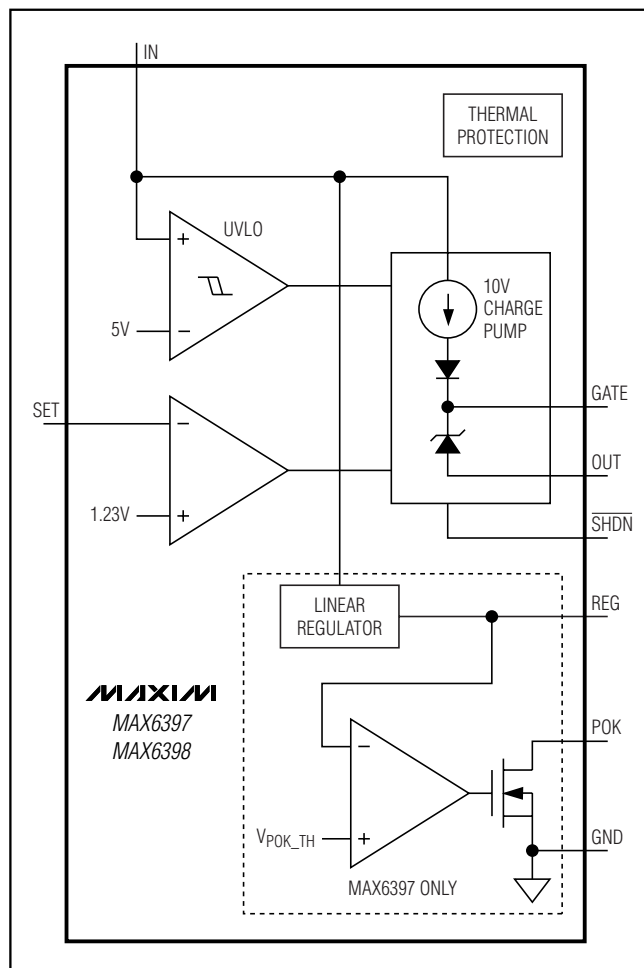 IN
THERMAL
PROTECTION
UVLO
+
5V
−
10V
CHARGE
PUMP
GATE
SET
−
OUT
1.23V
+
SHDN
LINEAR
REGULATOR
REG
MAXIM
MAX6397
MAX6398
−
POK
VPOK_TH
+
GND
MAX6397 ONLY